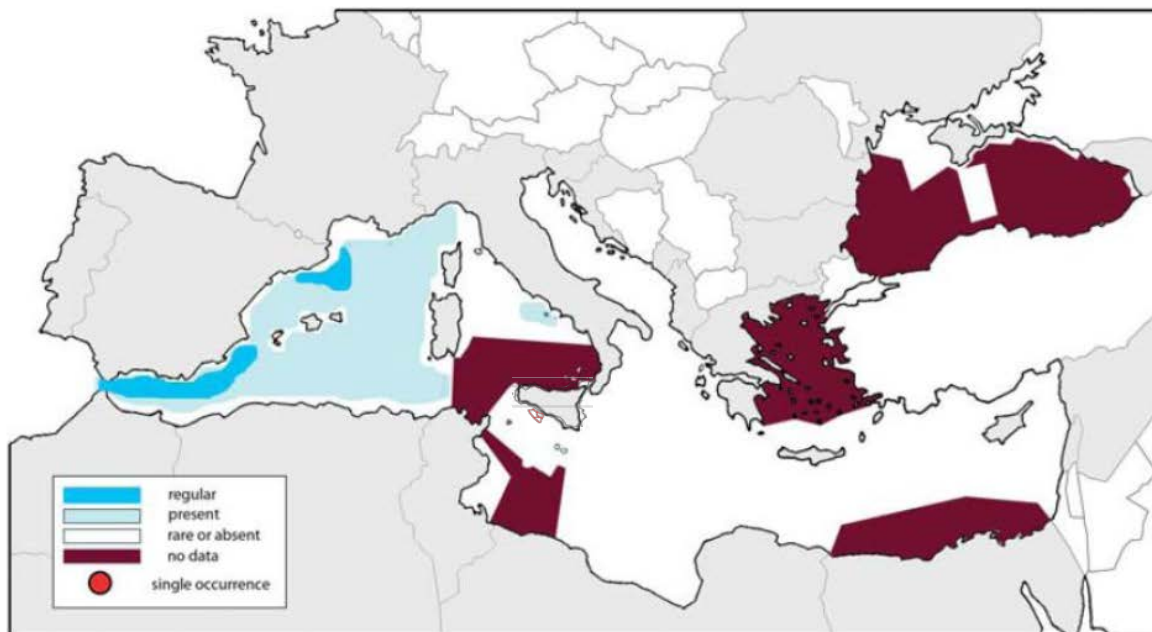 regular
present
rare or absent
no data
single occurrence